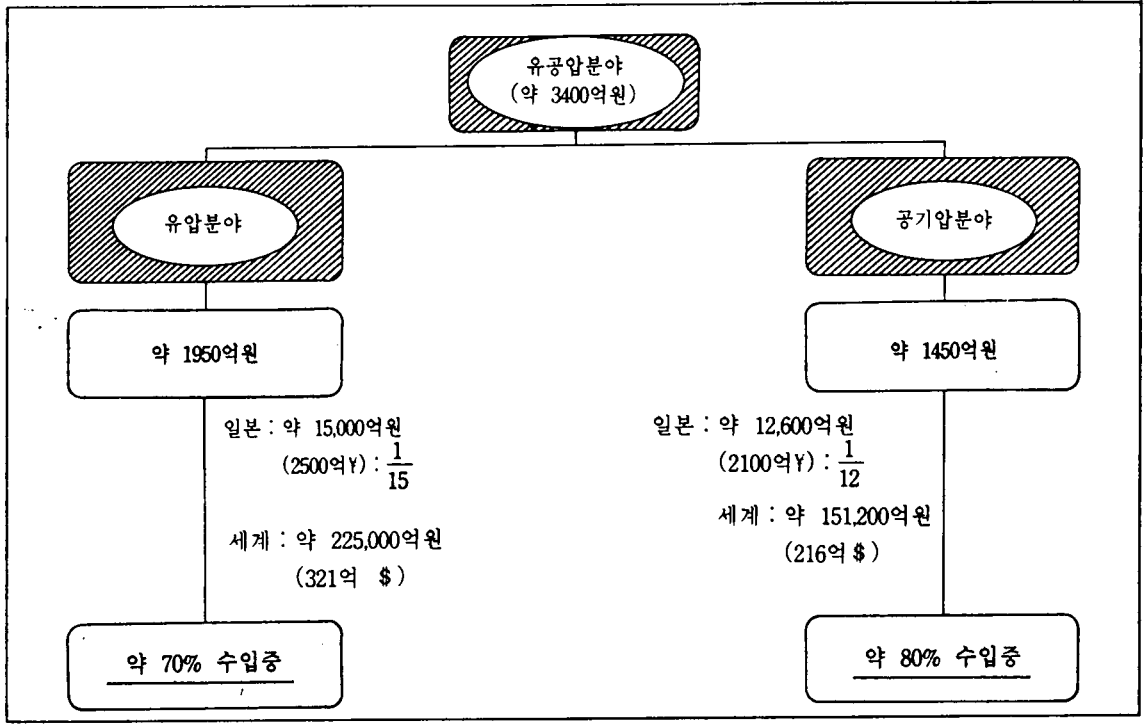 유공압분야
(약 3400억원)
유압분야
약 1950억원
일본 : 약 15,000억원
(2500억¥) : 1/15
세계 : 약 225,000억원
(321억 $)
약 70% 수입중
공기압분야
약 1450억원
일본 : 약 12,600억원
(2100억¥) : 1/12
세계 : 약 151,200억원
(216억 $)
약 80% 수입중